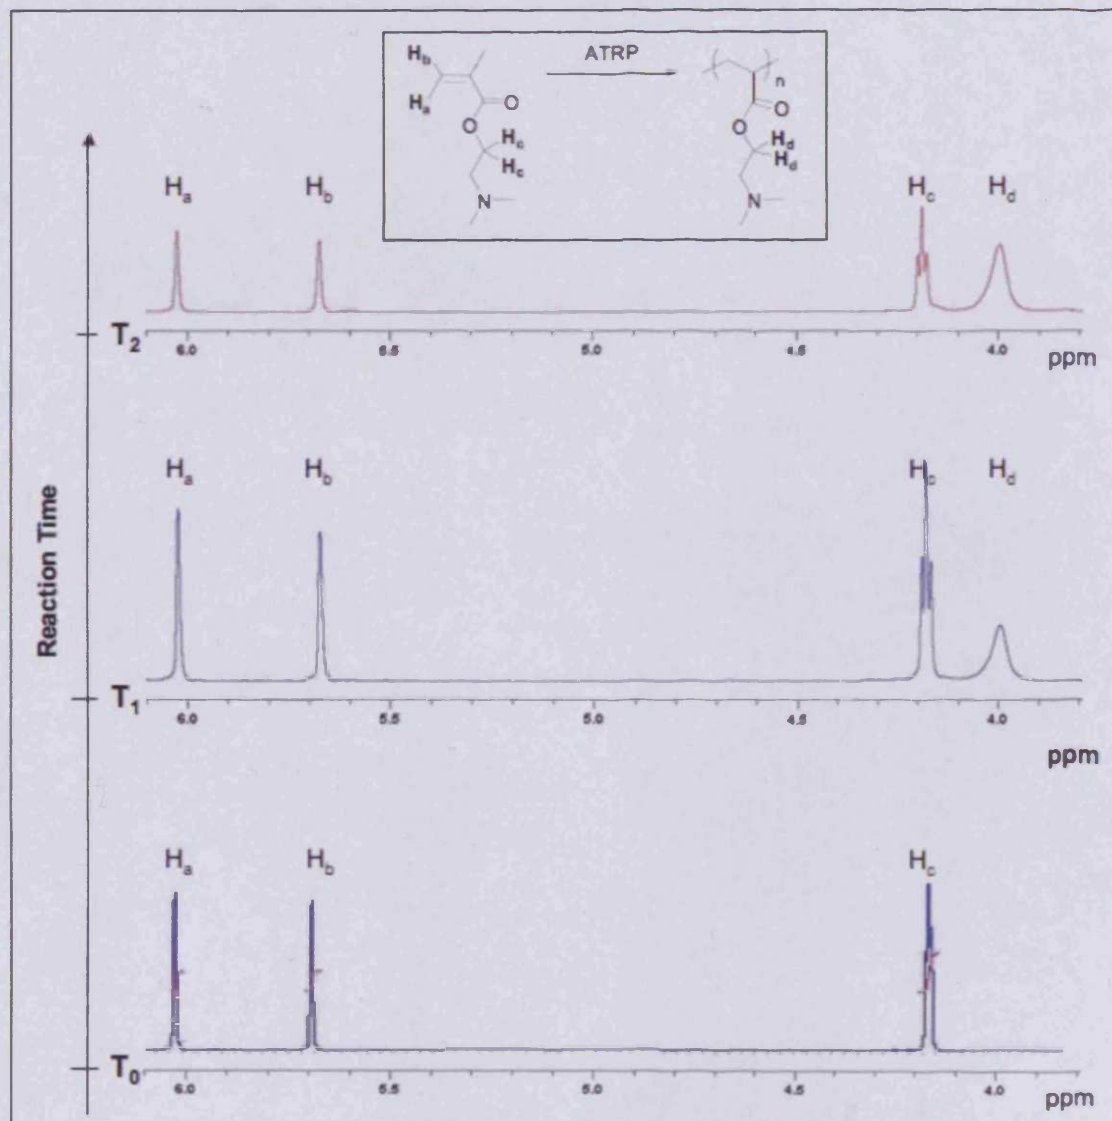 ATRP
H_b
H_a
O
O
H_c
H_c
N
n
O
O
H_d
H_d
N
H_a H_b H_c H_d
T_2
6.0 5.5 5.0 4.5 4.0
ppm
H_a H_b H_c H_d
Reaction Time
T_1
6.0 5.5 5.0 4.5 4.0
ppm
H_a H_b H_c
T_0
6.0 5.5 5.0 4.5 4.0
ppm